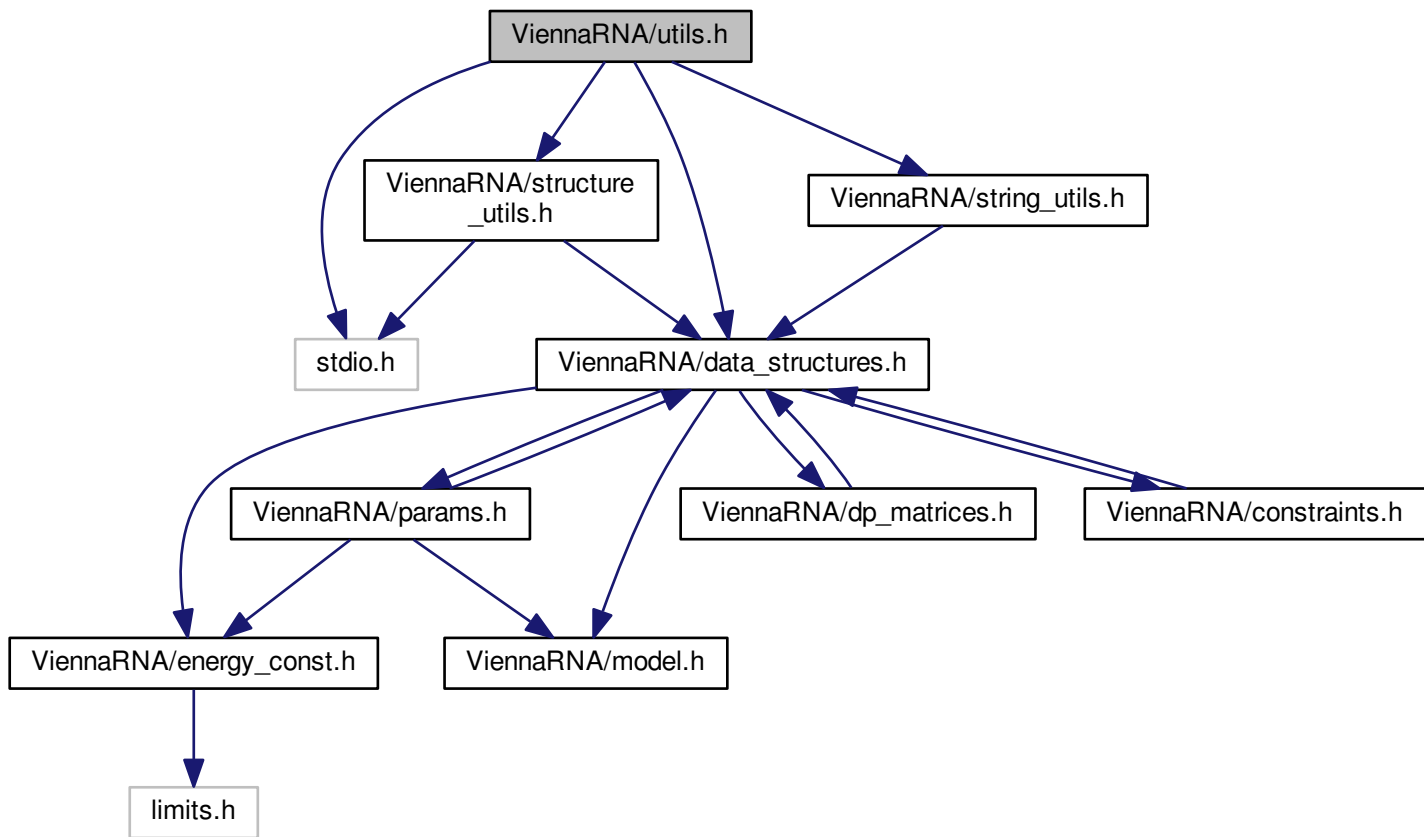 ViennaRNA/utils.h
ViennaRNA/structure
_utils.h
ViennaRNA/string_utils.h
stdio.h
ViennaRNA/data_structures.h
ViennaRNA/params.h
ViennaRNA/dp_matrices.h
ViennaRNA/constraints.h
ViennaRNA/energy_const.h
ViennaRNA/model.h
limits.h